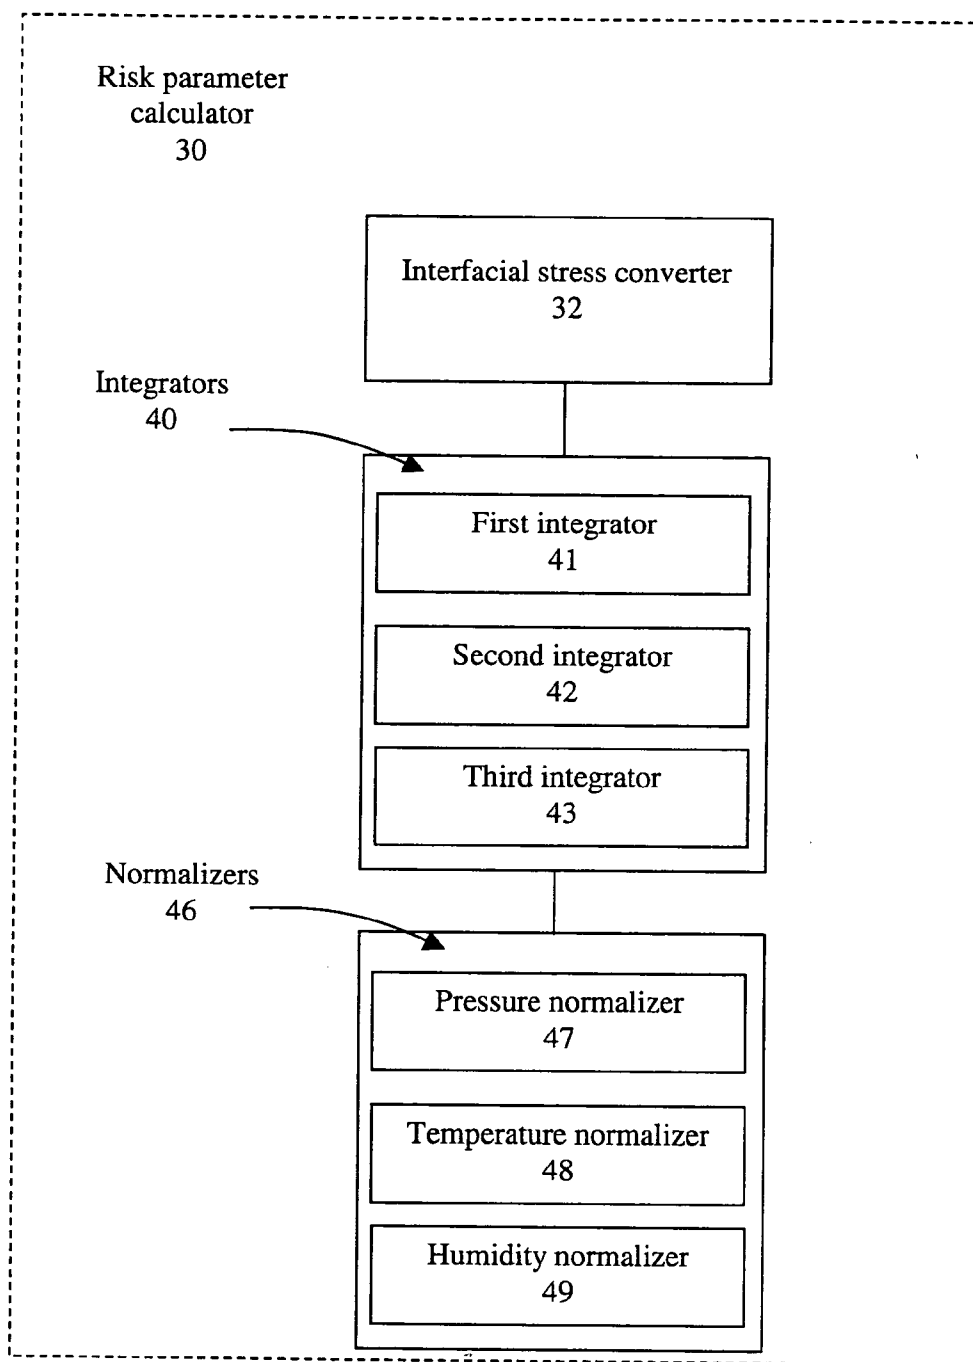 Risk parameter
calculator
30
Interfacial stress converter
32
Integrators
40
First integrator
41
Second integrator
42
Third integrator
43
Normalizers
46
Pressure normalizer
47
Temperature normalizer
48
Humidity normalizer
49